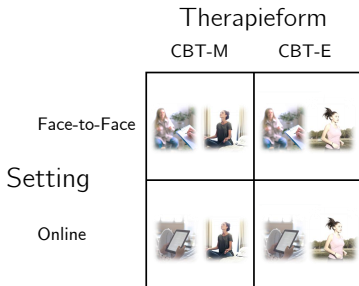 Therapieform
CBT-M CBT-E
Face-to-Face
Setting
Online